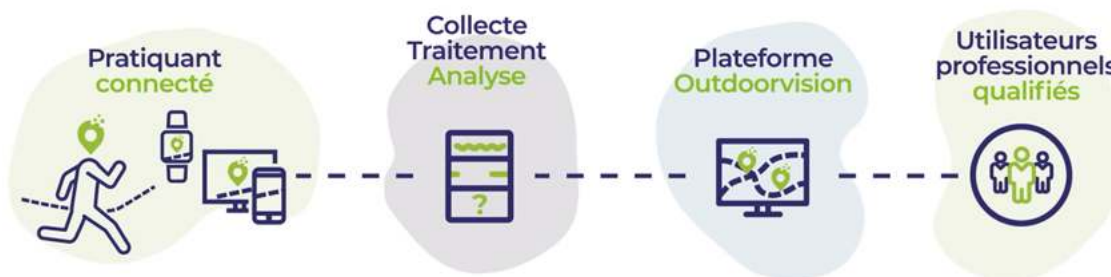 Pratiquant
connecté
Collecte
Traitement
Analyse
?
Plateforme
Outdoorvision
Utilisateurs
professionnels
qualifiés